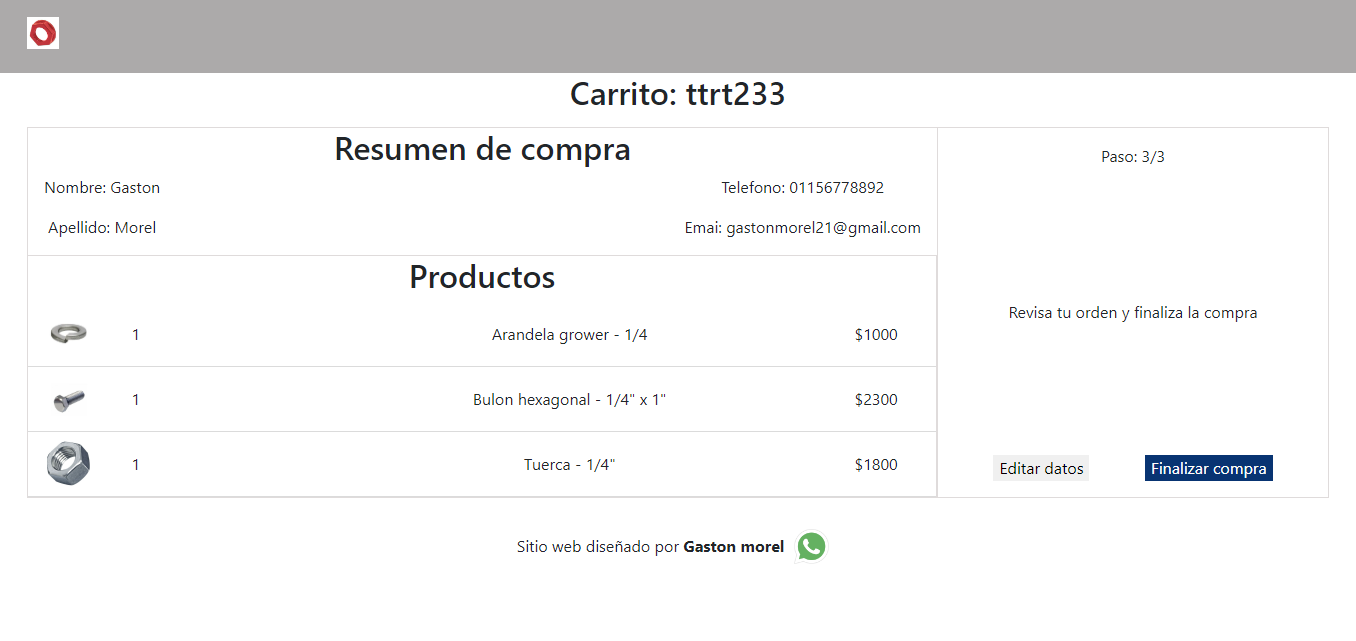 Carrito: ttrt233
Resumen de compra
Nombre: Gaston
Telefono: 01156778892
Apellido: Morel
Emai: gastonmorel21@gmail.com
Productos
1 Arandela grower - 1/4 $1000
1 Bulon hexagonal - 1/4" x 1" $2300
1 Tuerca - 1/4" $1800
Paso: 3/3
Revisa tu orden y finaliza la compra
Editar datos
Finalizar compra
Sitio web diseñado por Gaston morel